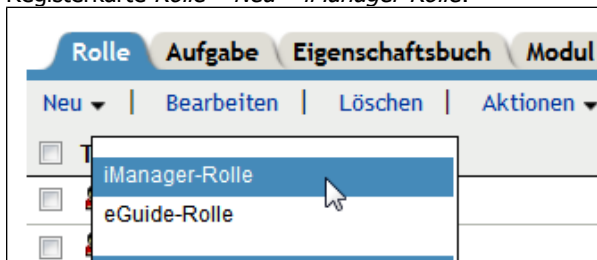 Registerkarte Rolle – Neu – iManager-Rolle.
Rolle Aufgabe Eigenschaftsbuch Modul
Neu | Bearbeiten | Löschen | Aktionen
iManager-Rolle
eGuide-Rolle